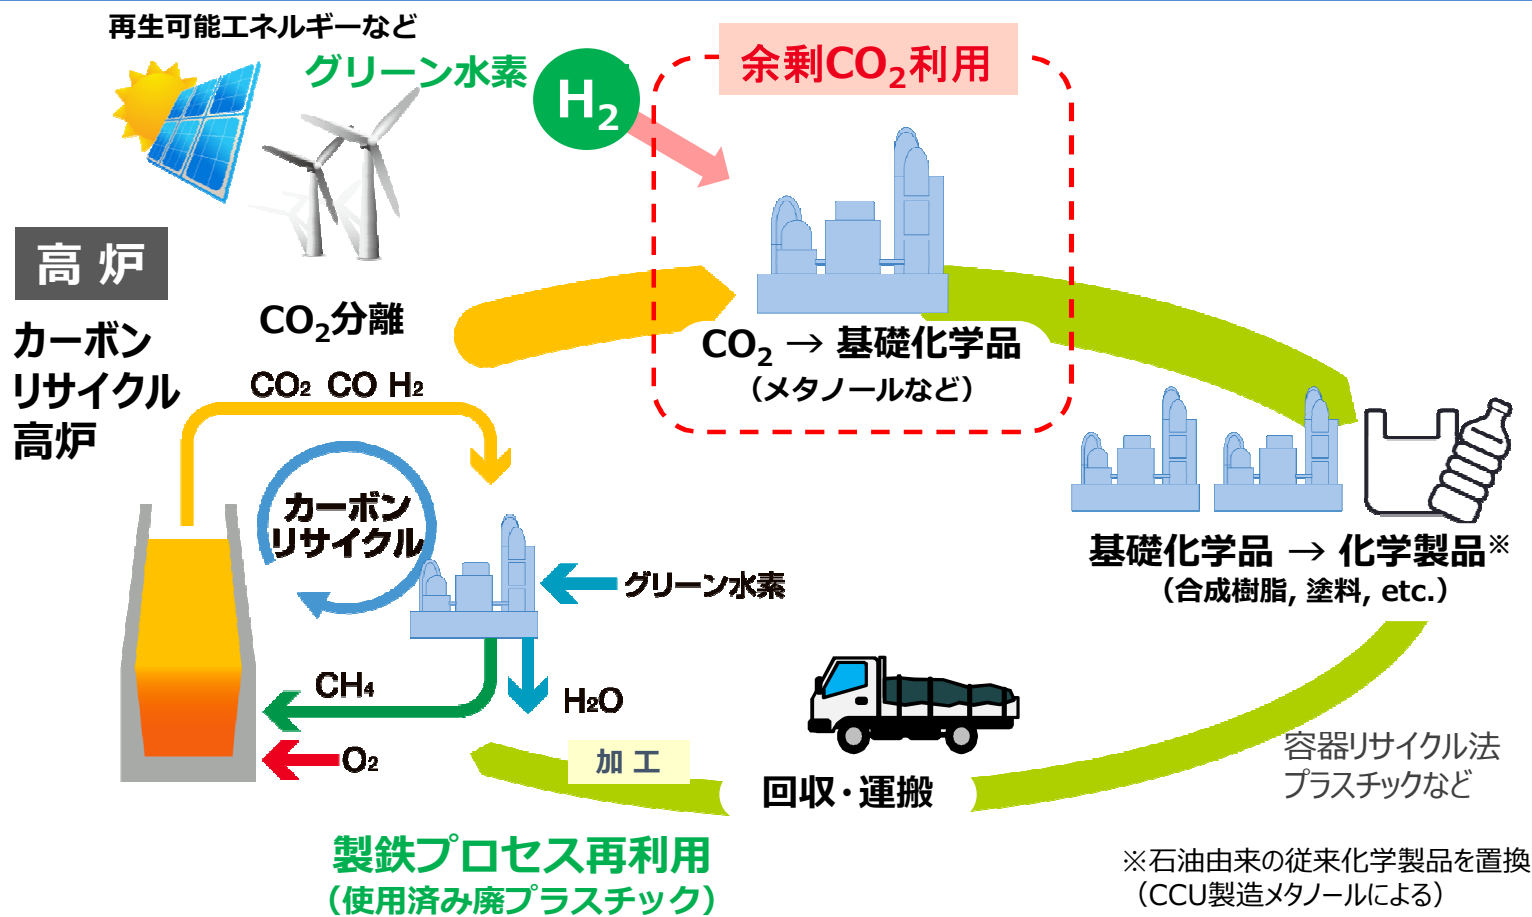 再生可能エネルギーなど
グリーン水素
H2
余剰CO2利用
高 炉
カーボン
リサイクル
高炉
CO2分離
CO2 CO H2
カーボン
リサイクル
CO2 → 基礎化学品
（メタノールなど）
グリーン水素
CH4
H2O
O2
基礎化学品 → 化学製品※
（合成樹脂, 塗料, etc.）
加 工
回収・運搬
容器リサイクル法
プラスチックなど
製鉄プロセス再利用
（使用済み廃プラスチック）
※石油由来の従来化学製品を置換
（CCU製造メタノールによる）